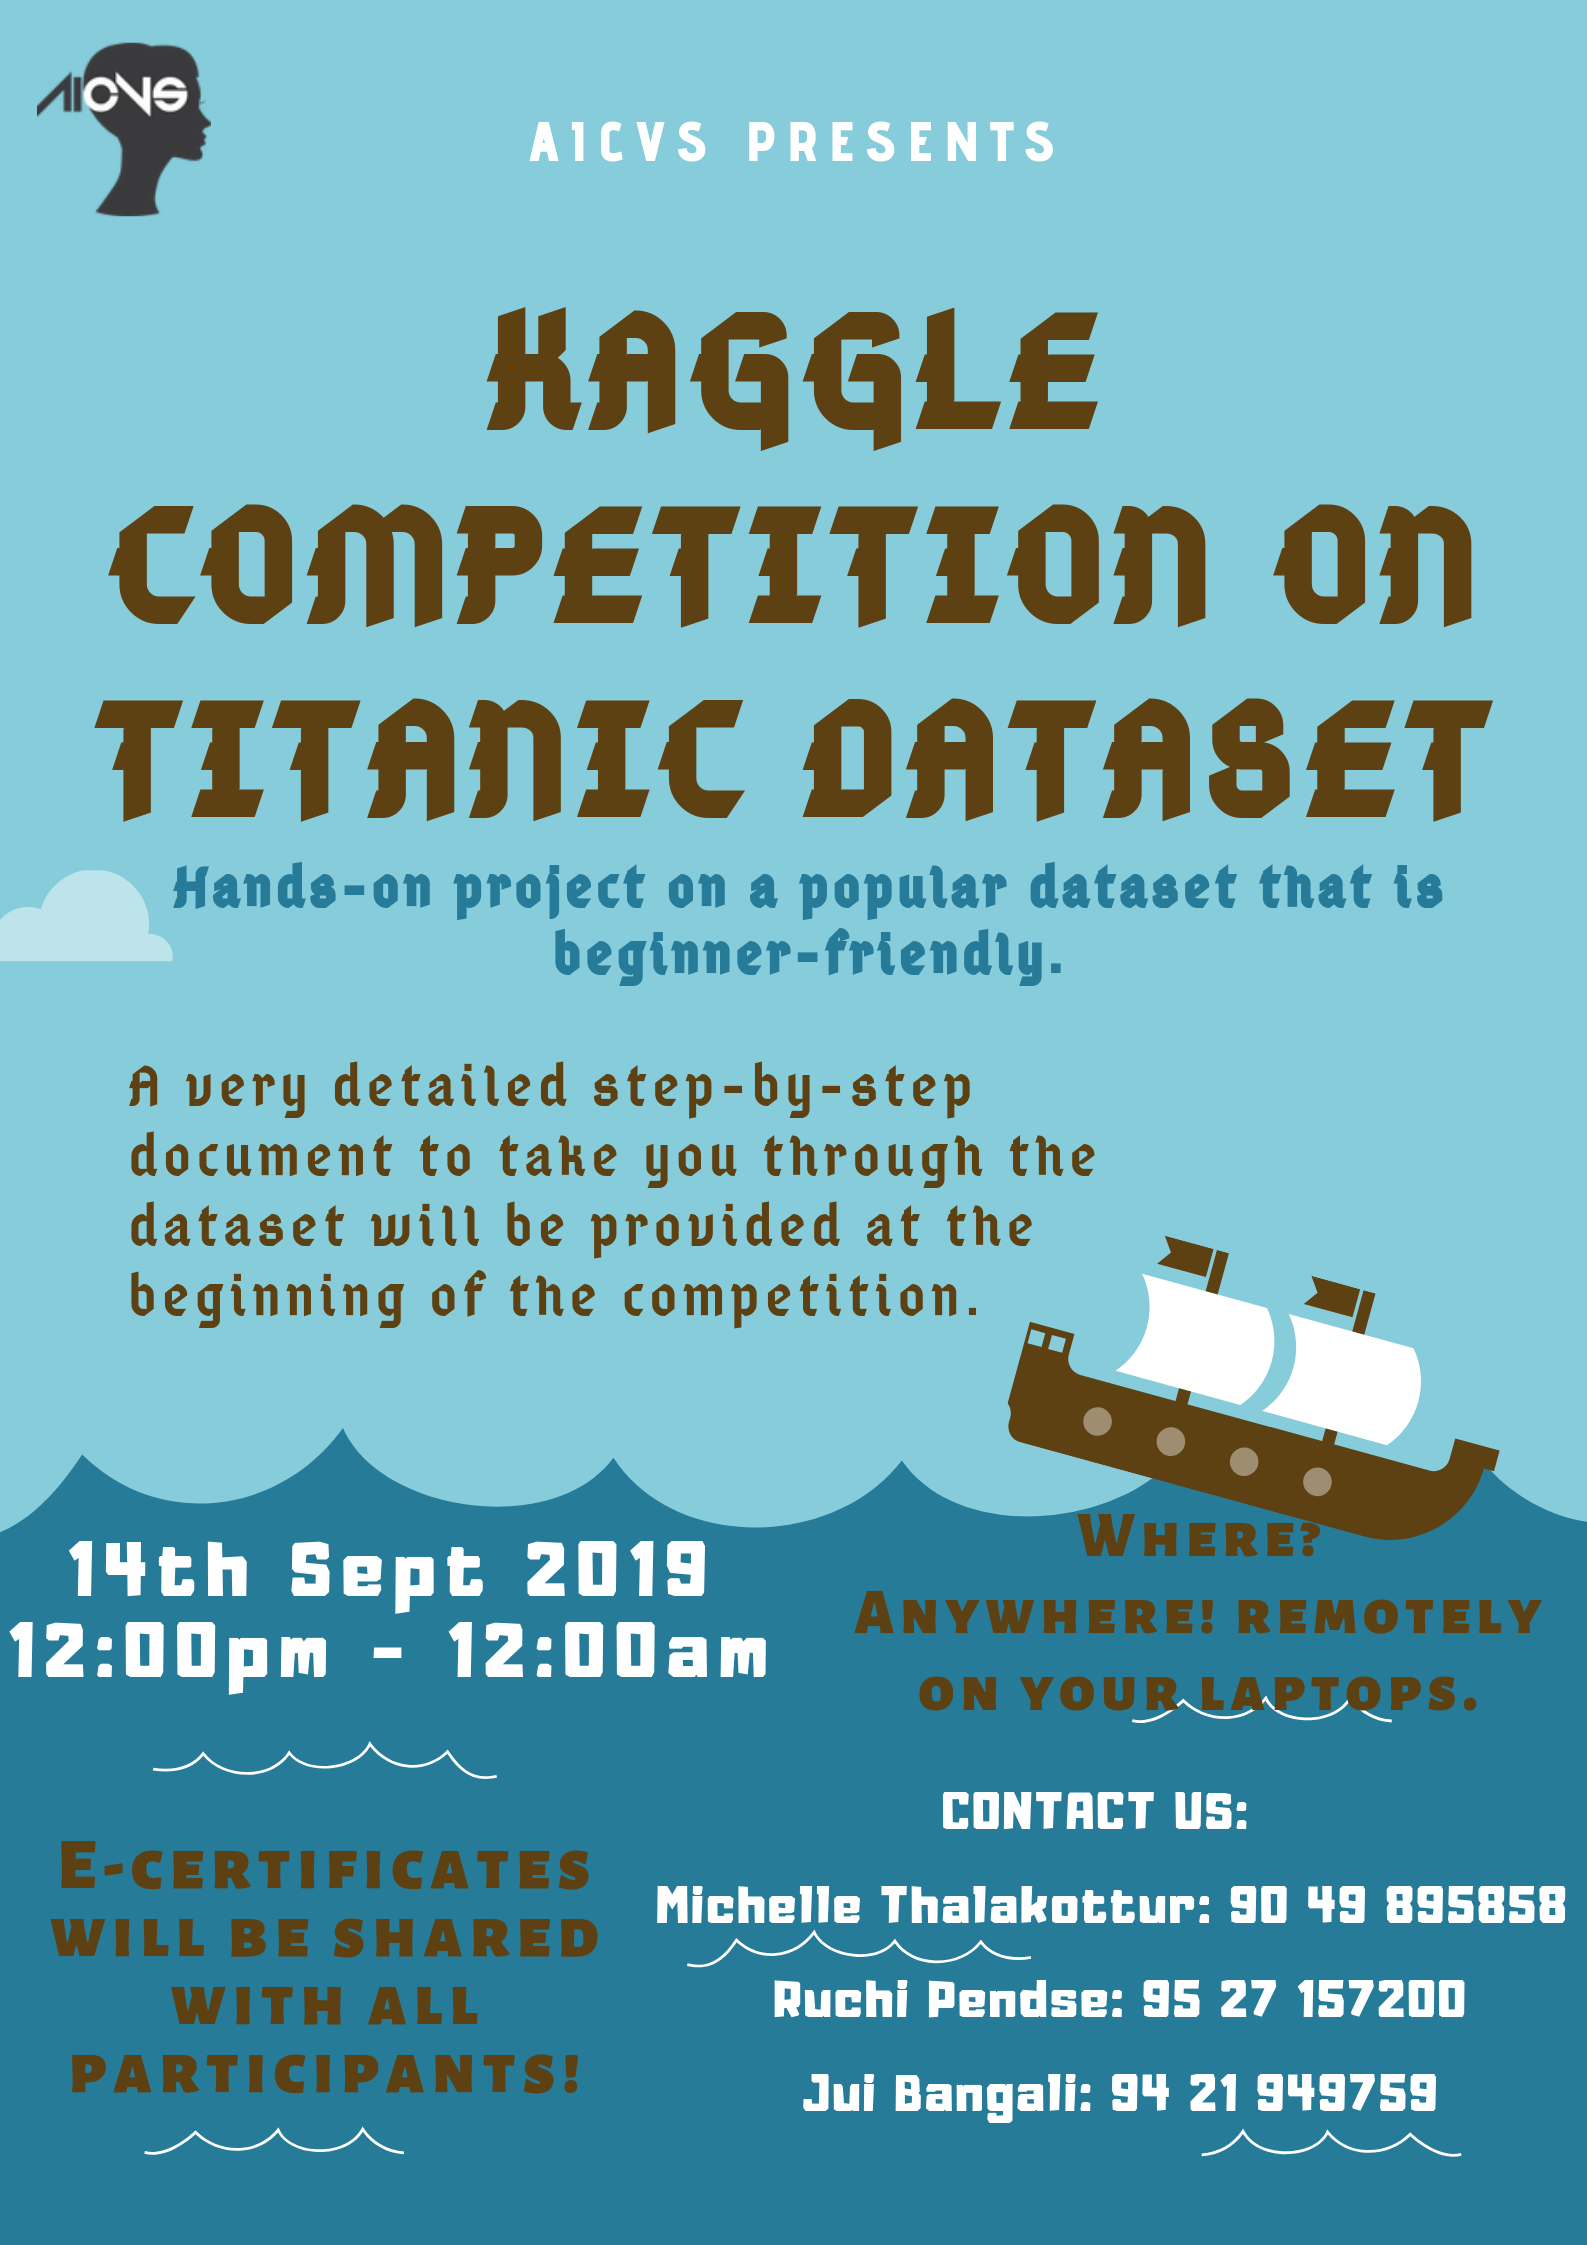 AICVS
AICVS PRESENTS
KAGGLE
COMPETITION ON
TITANIC DATASET
Hands-on project on a popular dataset that is
beginner-friendly.
A very detailed step-by-step
document to take you through the
dataset will be provided at the
beginning of the competition.
14th Sept 2019
12:00pm - 12:00am
Where?
Anywhere! remotely
on your laptops.
E-certificates
will be shared
with all
participants!
CONTACT US:
Michelle Thalakottur: 90 49 895858
Ruchi Pendse: 95 27 157200
Jui Bangali: 94 21 949759